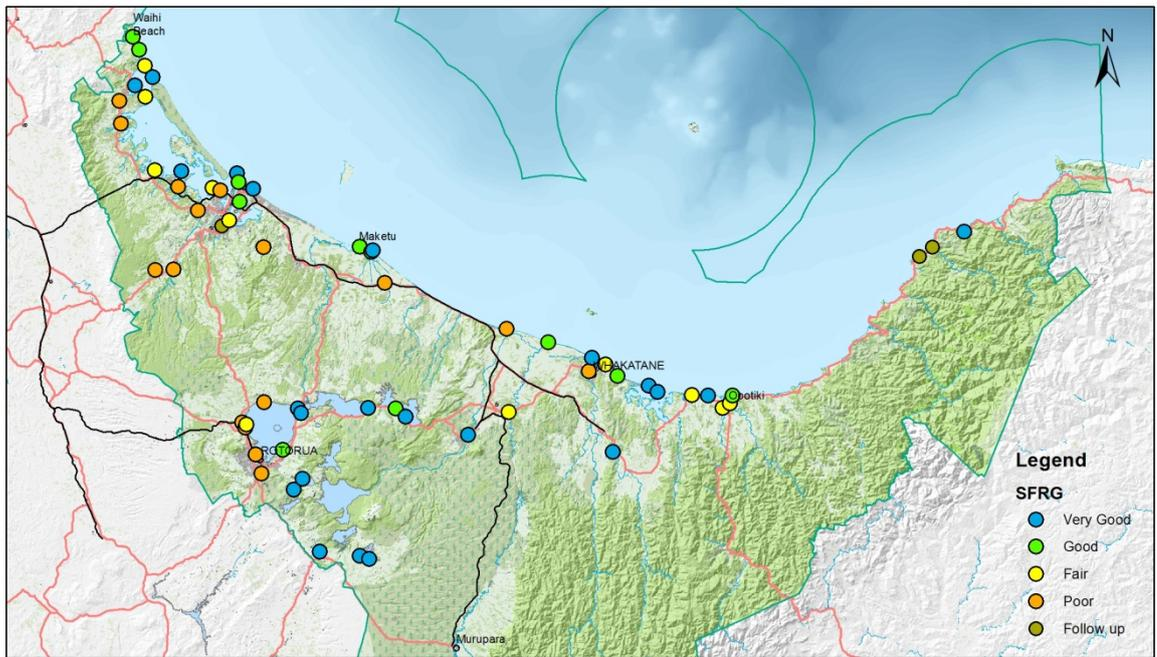 Waihi
Beach
N
Maketu
WHAKATANE
Opotiki
ROTORUA
Murupara
Legend
SFRG
Very Good
Good
Fair
Poor
Follow up